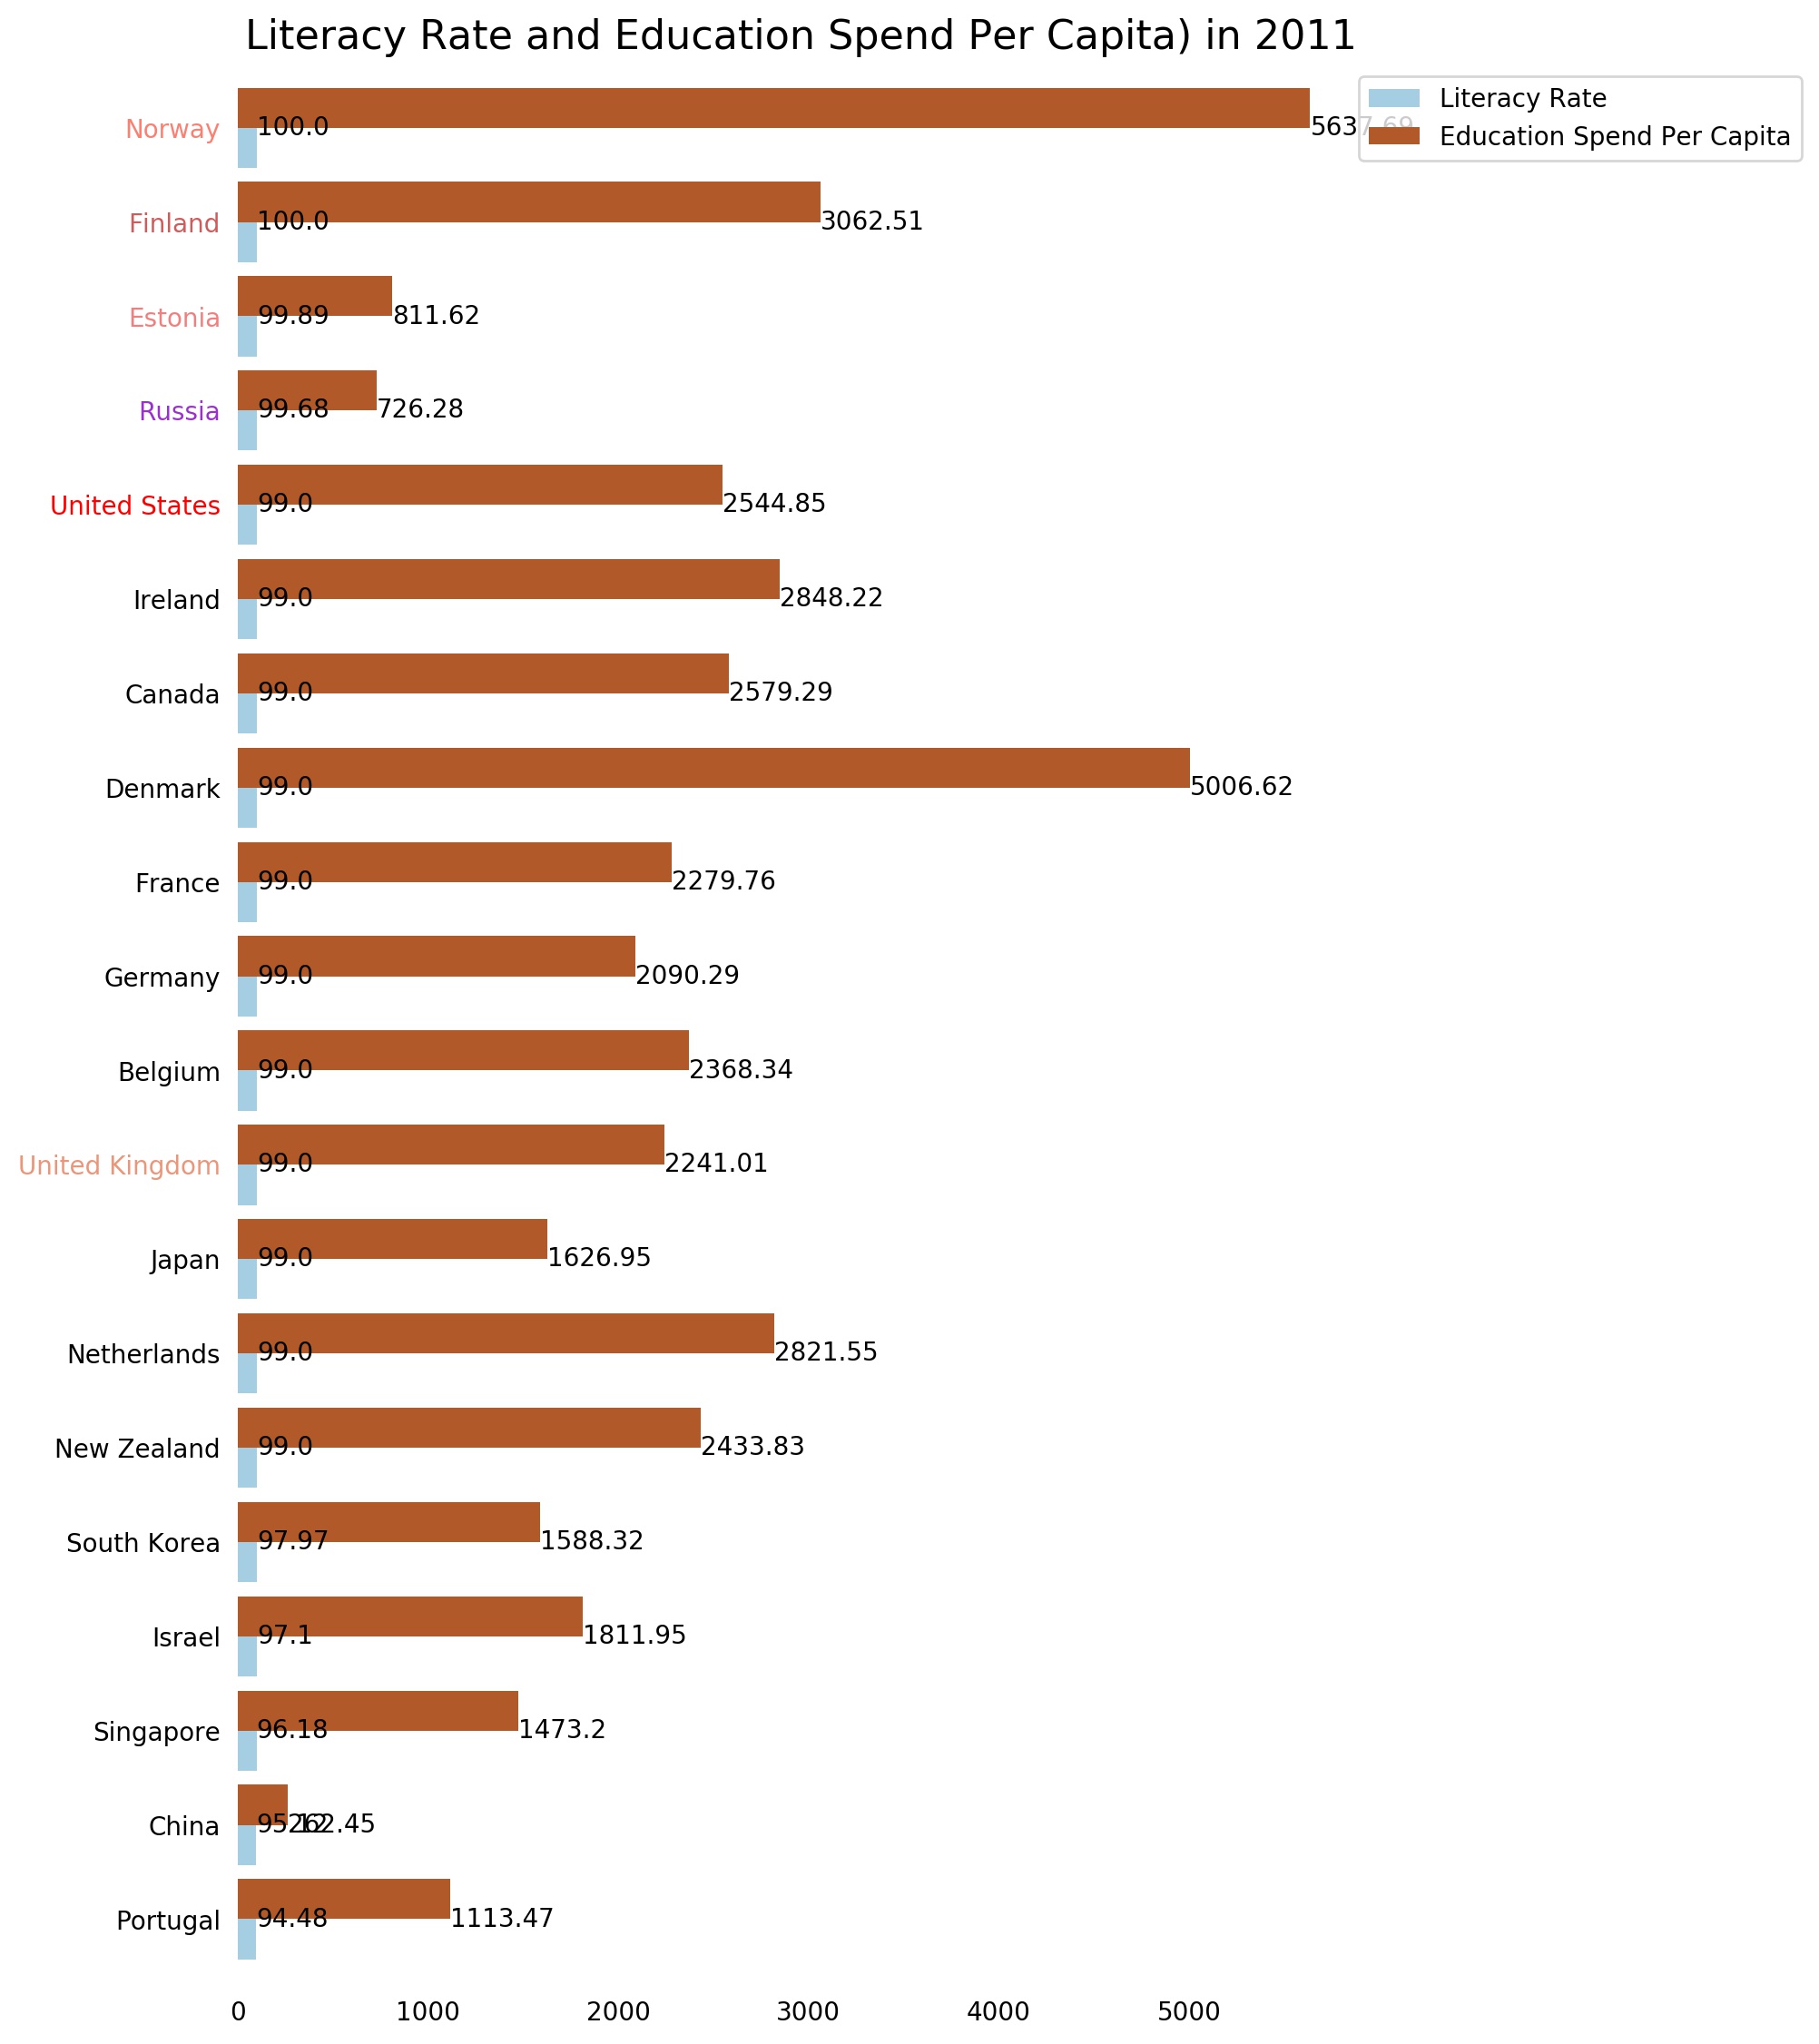 Literacy Rate and Education Spend Per Capita) in 2011
Literacy Rate
Education Spend Per Capita
Norway 100.0 5637.69
Finland 100.0 3062.51
Estonia 99.89 811.62
Russia 99.68 726.28
United States 99.0 2544.85
Ireland 99.0 2848.22
Canada 99.0 2579.29
Denmark 99.0 5006.62
France 99.0 2279.76
Germany 99.0 2090.29
Belgium 99.0 2368.34
United Kingdom 99.0 2241.01
Japan 99.0 1626.95
Netherlands 99.0 2821.55
New Zealand 99.0 2433.83
South Korea 97.97 1588.32
Israel 97.1 1811.95
Singapore 96.18 1473.2
China 95.12 262.45
Portugal 94.48 1113.47
0 1000 2000 3000 4000 5000